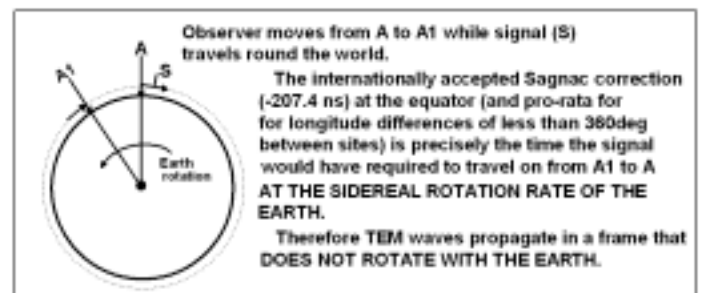 A
A1
S
Earth
rotation
Observer moves from A to A1 while signal (S)
travels round the world.
The internationally accepted Sagnac correction
(-207.4 ns) at the equator (and pro-rata for
for longitude differences of less than 360deg
between sites) is precisely the time the signal
would have required to travel on from A1 to A
AT THE SIDEREAL ROTATION RATE OF THE
EARTH.
Therefore TEM waves propagate in a frame that
DOES NOT ROTATE WITH THE EARTH.